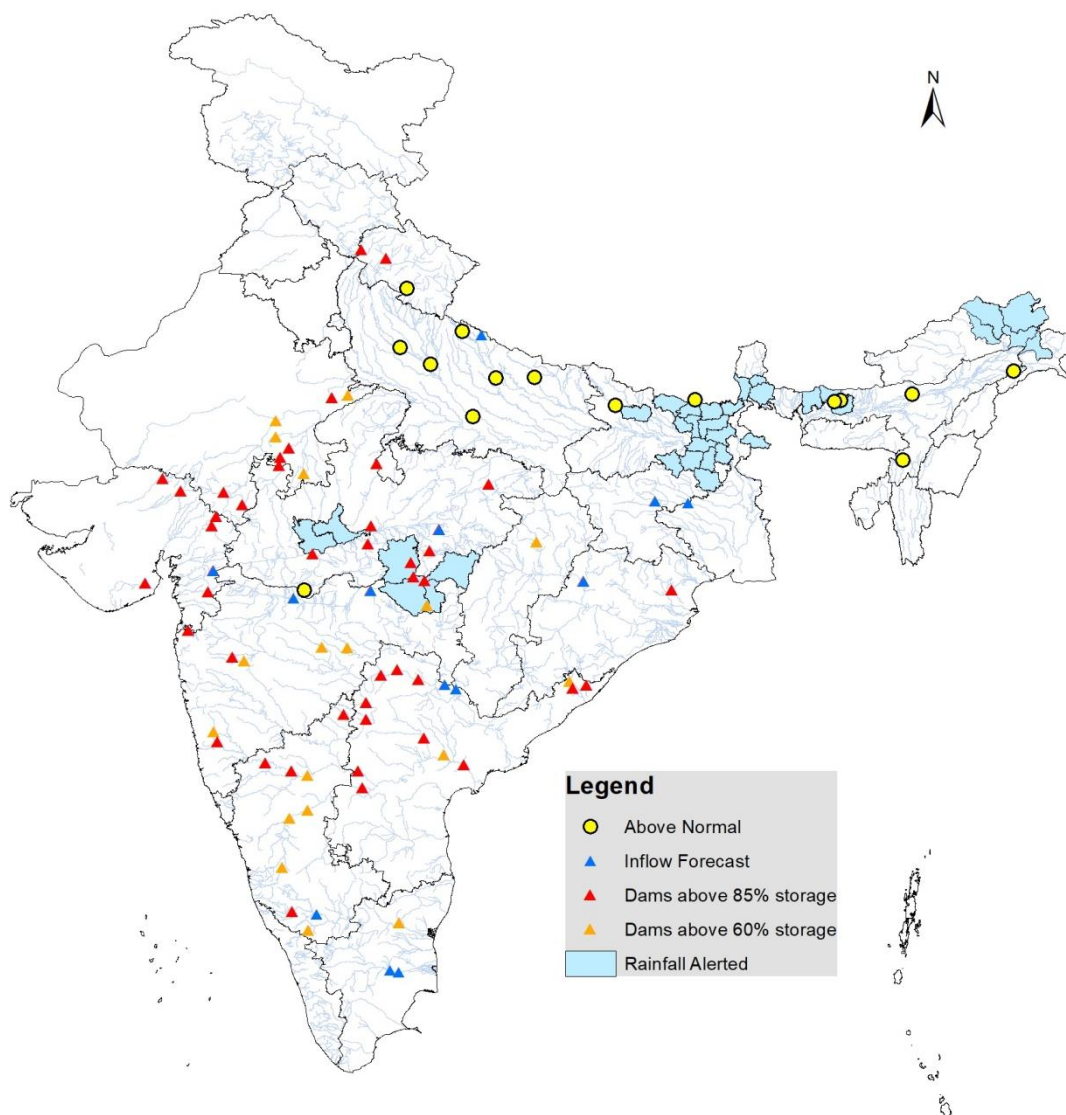 N
Legend
Above Normal
Inflow Forecast
Dams above 85% storage
Dams above 60% storage
Rainfall Alerted